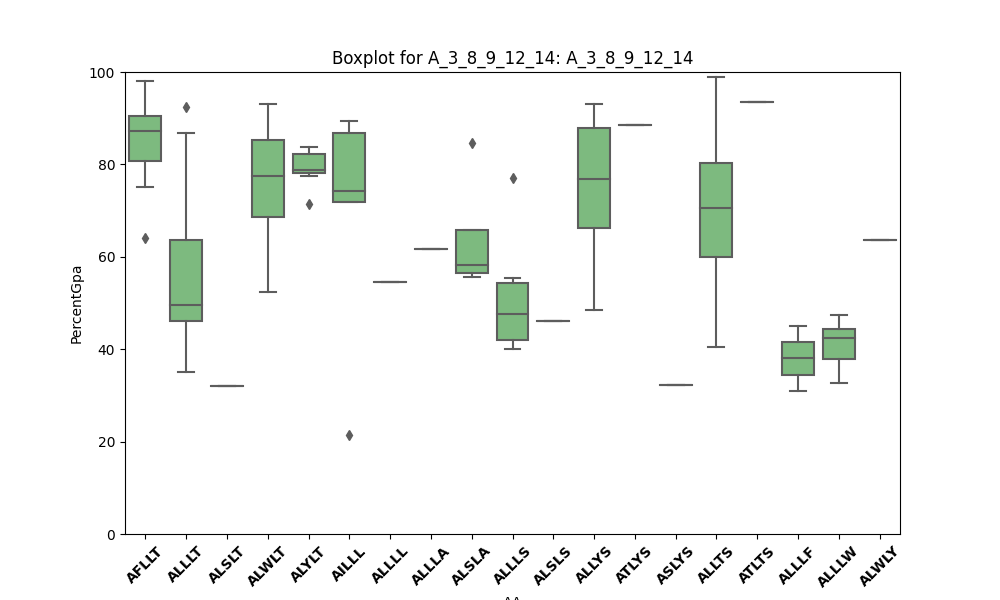 Boxplot for A_3_8_9_12_14: A_3_8_9_12_14
PercentGpa
100
80
60
40
20
0
AFLLT
ALLLT
ALSLT
ALWLT
ALYLT
AILLL
ALLLL
ALLLA
ALSLA
ALLLS
ALSLS
ALLYS
ATLYS
ASLYS
ALLTS
ATLTS
ALLLF
ALLLW
ALWLY